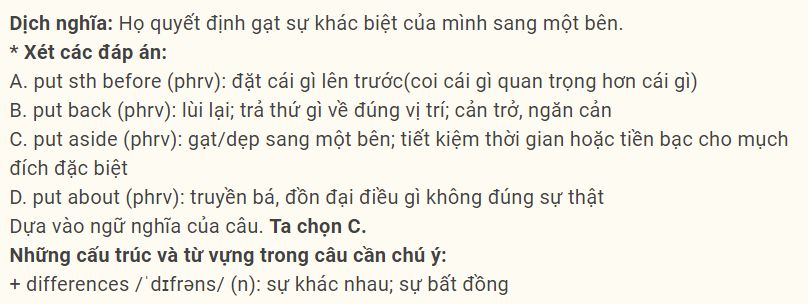 Dịch nghĩa: Họ quyết định gạt sự khác biệt của mình sang một bên.
* Xét các đáp án:
A. put sth before (phrv): đặt cái gì lên trước(coi cái gì quan trọng hơn cái gì)
B. put back (phrv): lùi lại; trả thứ gì về đúng vị trí; cản trở, ngăn cản
C. put aside (phrv): gạt/dẹp sang một bên; tiết kiệm thời gian hoặc tiền bạc cho mụch
đích đặc biệt
D. put about (phrv): truyền bá, đồn đại điều gì không đúng sự thật
Dựa vào ngữ nghĩa của câu. Ta chọn C.
Những cấu trúc và từ vựng trong câu cần chú ý:
+ differences /ˈdɪfrəns/ (n): sự khác nhau; sự bất đồng